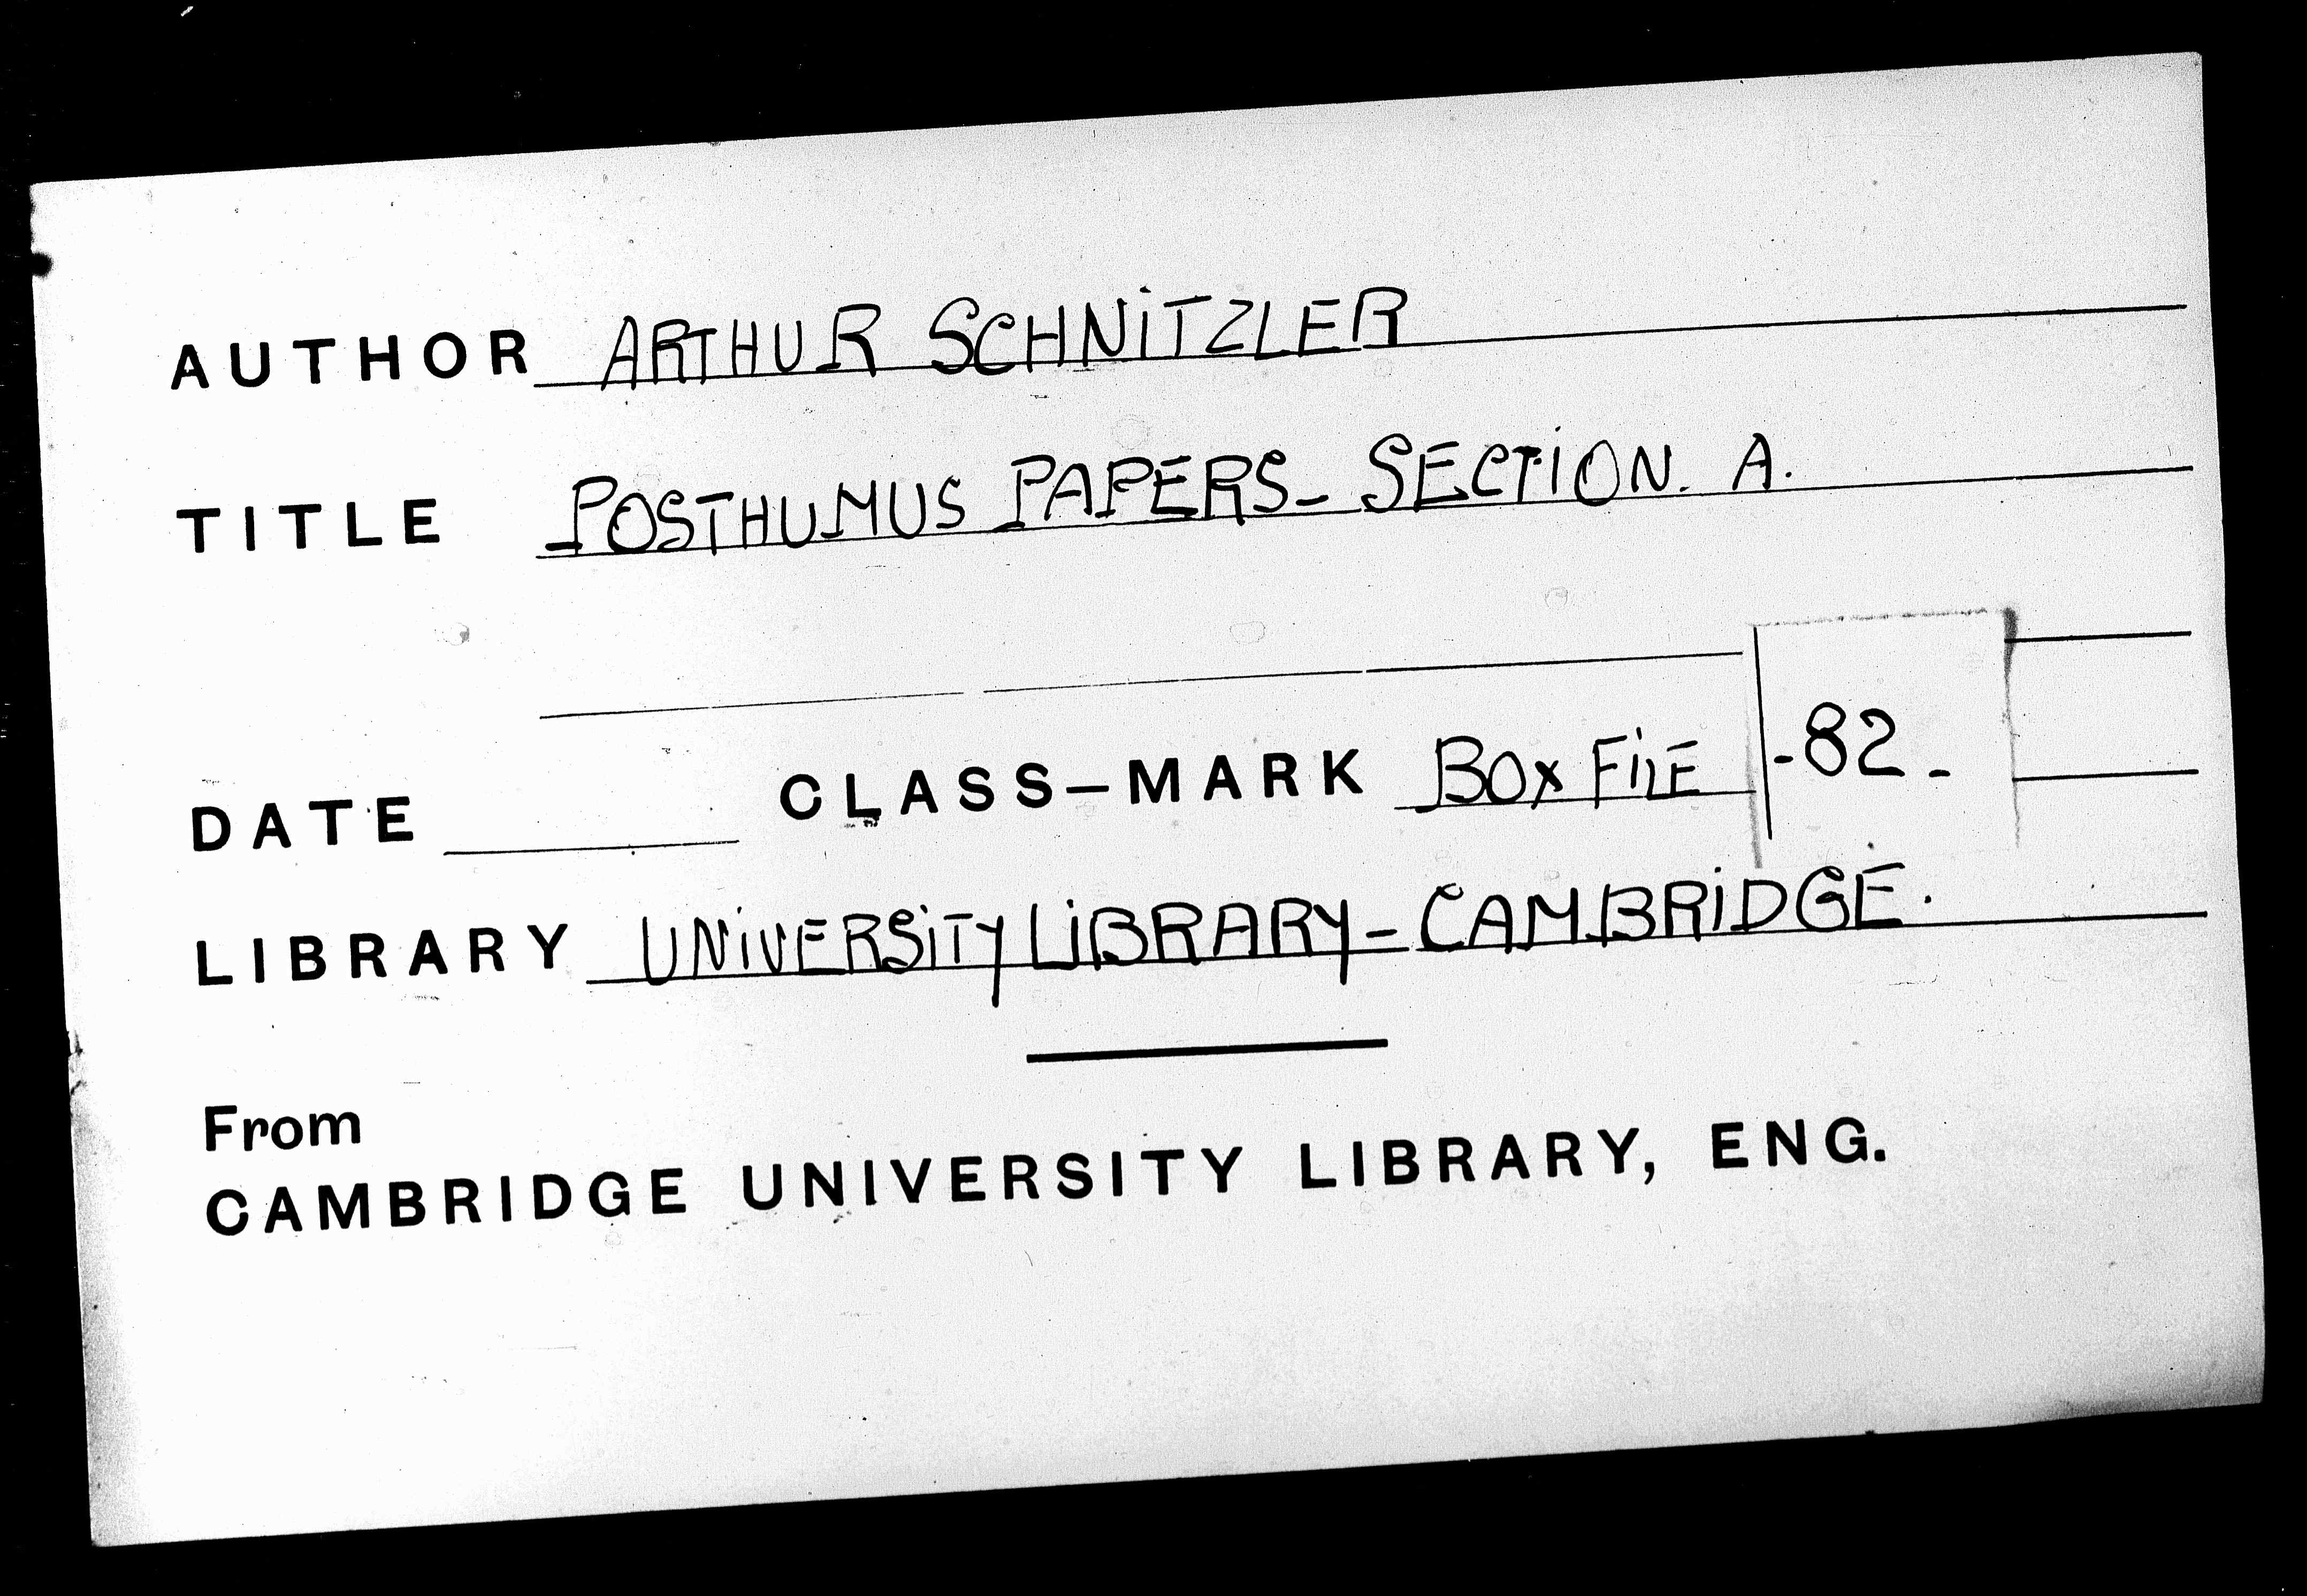 AUTHOR ARTHUR SCHNITZLER
TITLE POSTHUMUS PAPERS- SECTION. A.
DATE CLASS-MARK BOX FILE -82-
LIBRARY UNIVERSITY LIBRARY- CAMBRIDGE.
From
CAMBRIDGE UNIVERSITY LIBRARY, ENG.